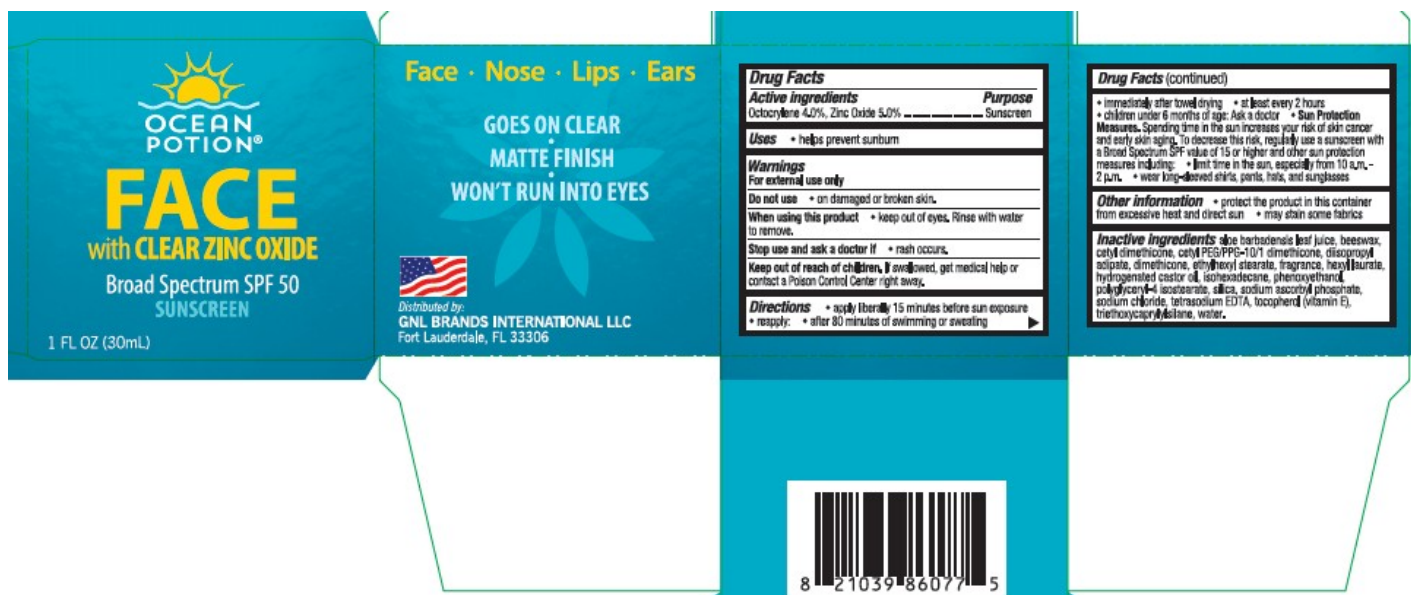 OCEAN
POTION®
FACE
with CLEAR ZINC OXIDE
Broad Spectrum SPF 50
SUNSCREEN
1 FL OZ (30mL)
Face · Nose · Lips · Ears
GOES ON CLEAR
·
MATTE FINISH
·
WON'T RUN INTO EYES
Distributed by:
GNL BRANDS INTERNATIONAL LLC
Fort Lauderdale, FL 33306
Drug Facts
Active ingredients Purpose
Octocrylene 4.0%, Zinc Oxide 5.0% Sunscreen
Uses • helps prevent sunburn
Warnings
For external use only
Do not use • on damaged or broken skin.
When using this product • keep out of eyes. Rinse with water
to remove.
Stop use and ask a doctor if • rash occurs.
Keep out of reach of children. If swallowed, get medical help or
contact a Poison Control Center right away.
Directions • apply liberally 15 minutes before sun exposure
• reapply: • after 80 minutes of swimming or sweating
Drug Facts (continued)
• immediately after towel drying • at least every 2 hours
• children under 6 months of age: Ask a doctor • Sun Protection
Measures. Spending time in the sun increases your risk of skin cancer
and early skin aging. To decrease this risk, regularly use a sunscreen with
a Broad Spectrum SPF value of 15 or higher and other sun protection
measures including: • limit time in the sun, especially from 10 a.m.-
2 p.m. • wear long-sleeved shirts, pants, hats, and sunglasses
Other information • protect the product in this container
from excessive heat and direct sun • may stain some fabrics
Inactive ingredients aloe barbadensis leaf juice, beeswax,
cetyl dimethicone, cetyl PEG/PPG-10/1 dimethicone, diisopropyl
adipate, dimethicone, ethylhexyl stearate, fragrance, hexyl laurate,
hydrogenated castor oil, isohexadecane, phenoxyethanol,
polyglyceryl-4 isostearate, silica, sodium ascorbyl phosphate,
sodium chloride, tetrasodium EDTA, tocopherol (vitamin E),
triethoxycaprylylsilane, water.
8 21039 86077 5